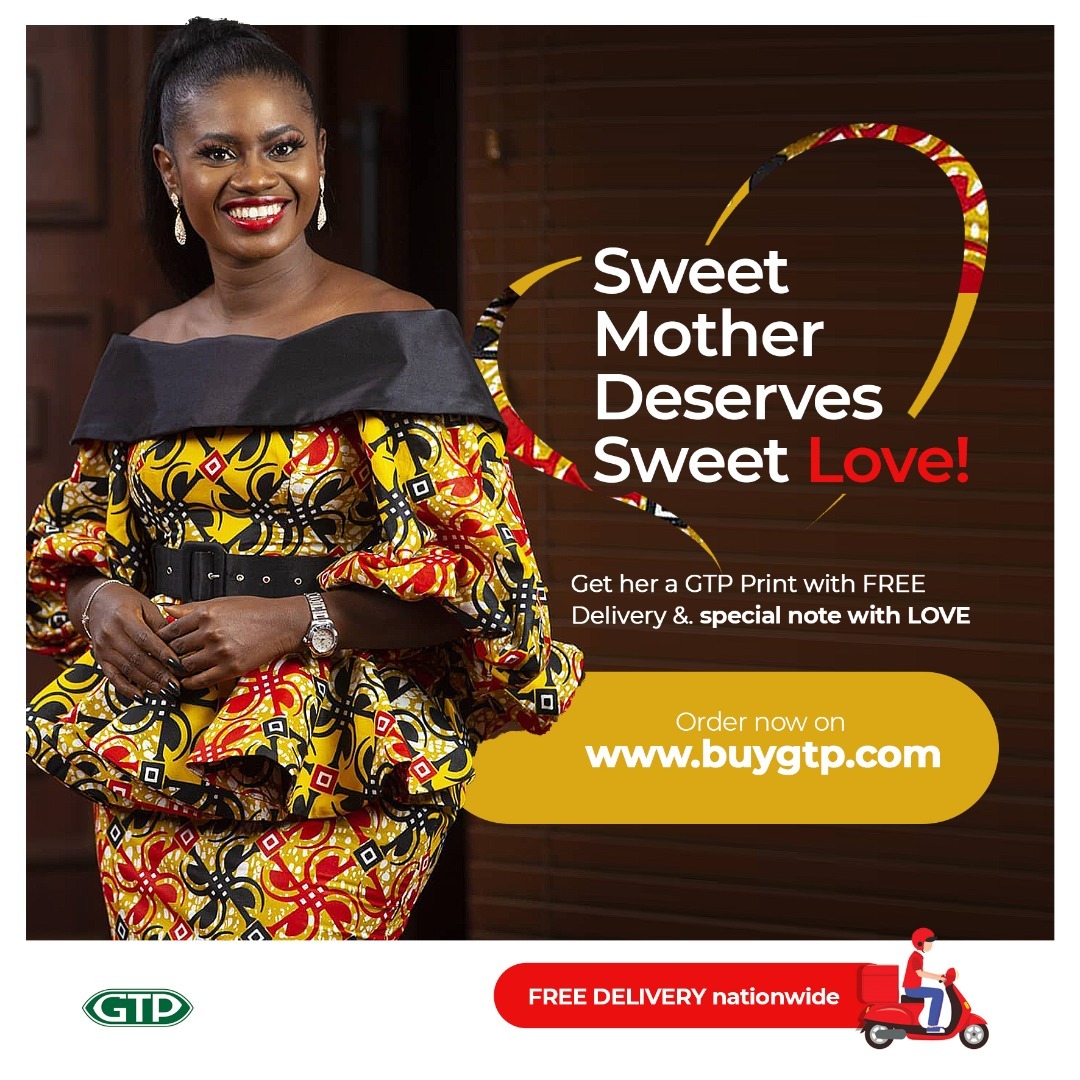 Sweet
Mother
Deserves
Sweet Love!
Get her a GTP Print with FREE
Delivery &. special note with LOVE
Order now on
www.buygtp.com
GTP
FREE DELIVERY nationwide